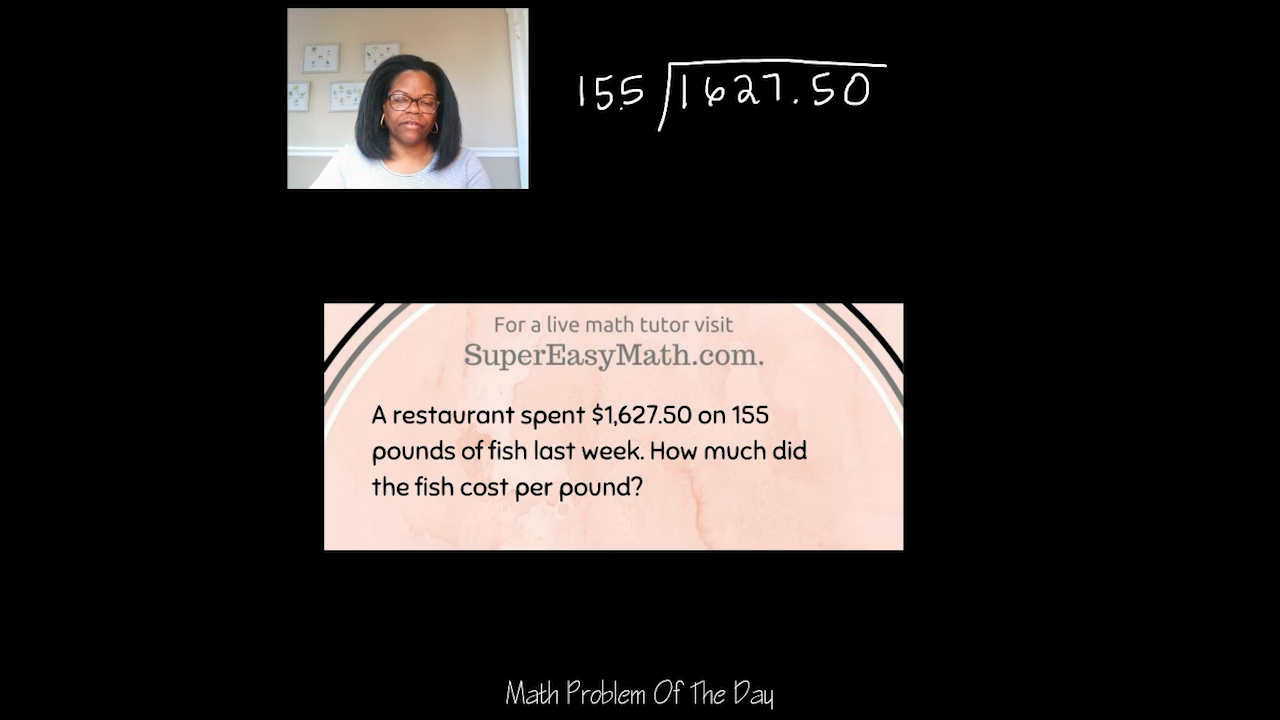 155 1627.50
For a live math tutor visit
SuperEasyMath.com.
A restaurant spent $1,627.50 on 155
pounds of fish last week. How much did
the fish cost per pound?
Math Problem Of The Day